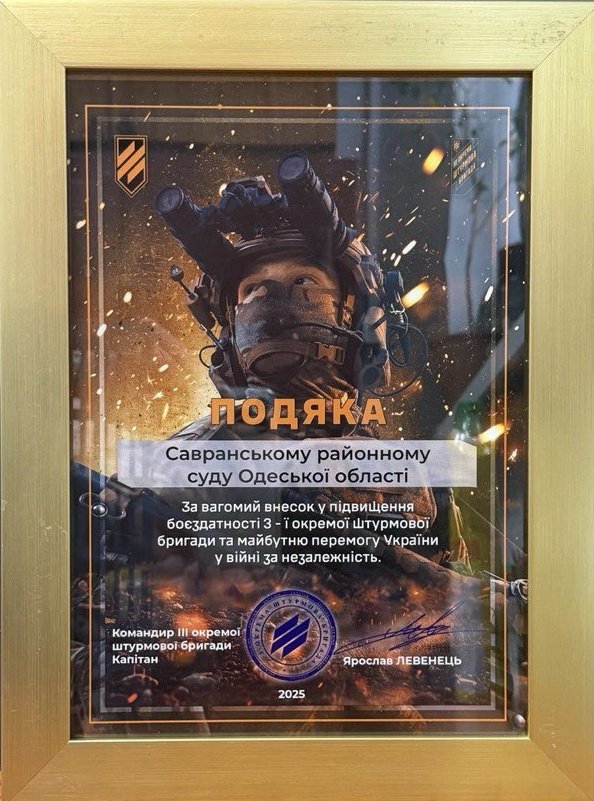 ПОДЯКА
Савранському районному
суду Одеської області
За вагомий внесок у підвищення
боєздатності 3 - ї окремої штурмової
бригади та майбутню перемогу України
у війні за незалежність.
Командир ІІІ окремої
штурмової бригади
Капітан
Ярослав ЛЕВЕНЕЦЬ
2025